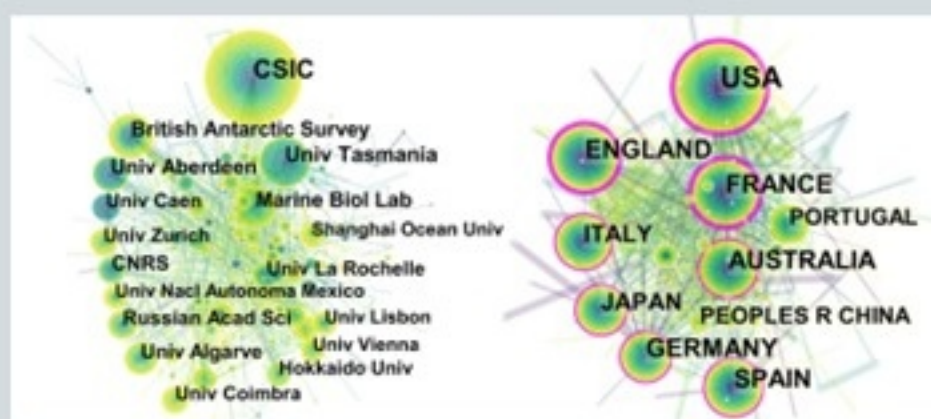 CSIC
British Antarctic Survey
Univ Tasmania
Univ Aberdeen
Univ Caen
Marine Biol Lab
Shanghai Ocean Univ
Univ Zurich
CNRS
Univ La Rochelle
Univ Nacl Autonoma Mexico
Russian Acad Sci
Univ Lisbon
Univ Vienna
Univ Algarve
Hokkaido Univ
Univ Coimbra
USA
ENGLAND
FRANCE
PORTUGAL
ITALY
AUSTRALIA
JAPAN
PEOPLES R CHINA
GERMANY
SPAIN